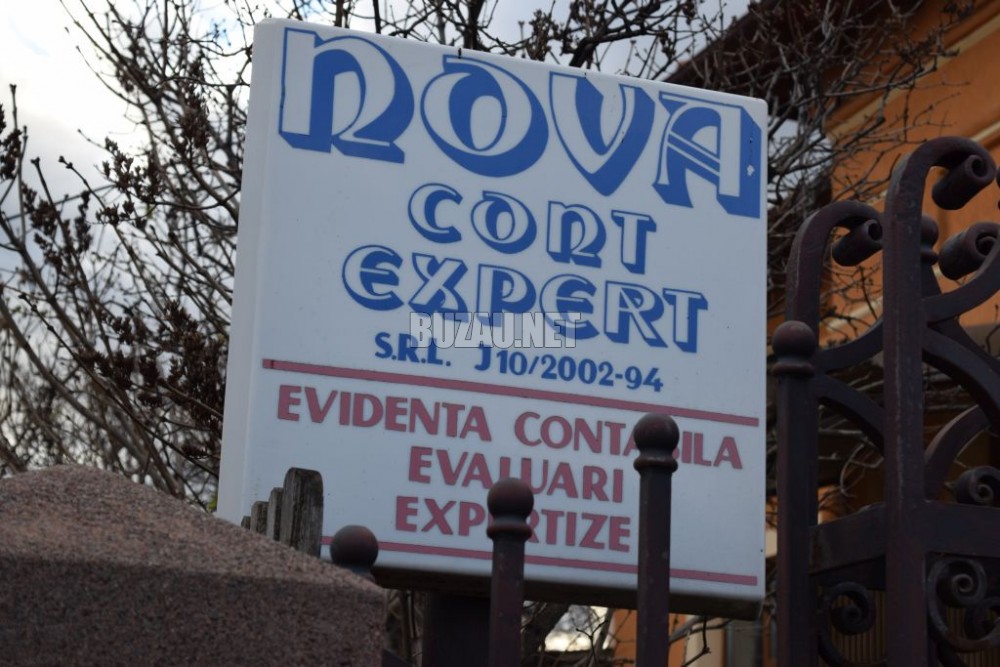 NOVA
CONT
EXPERT
BUZAU.NET
S.R.L. J10/2002-94
EVIDENTA CONTABILA
EVALUARI
EXPERTIZE